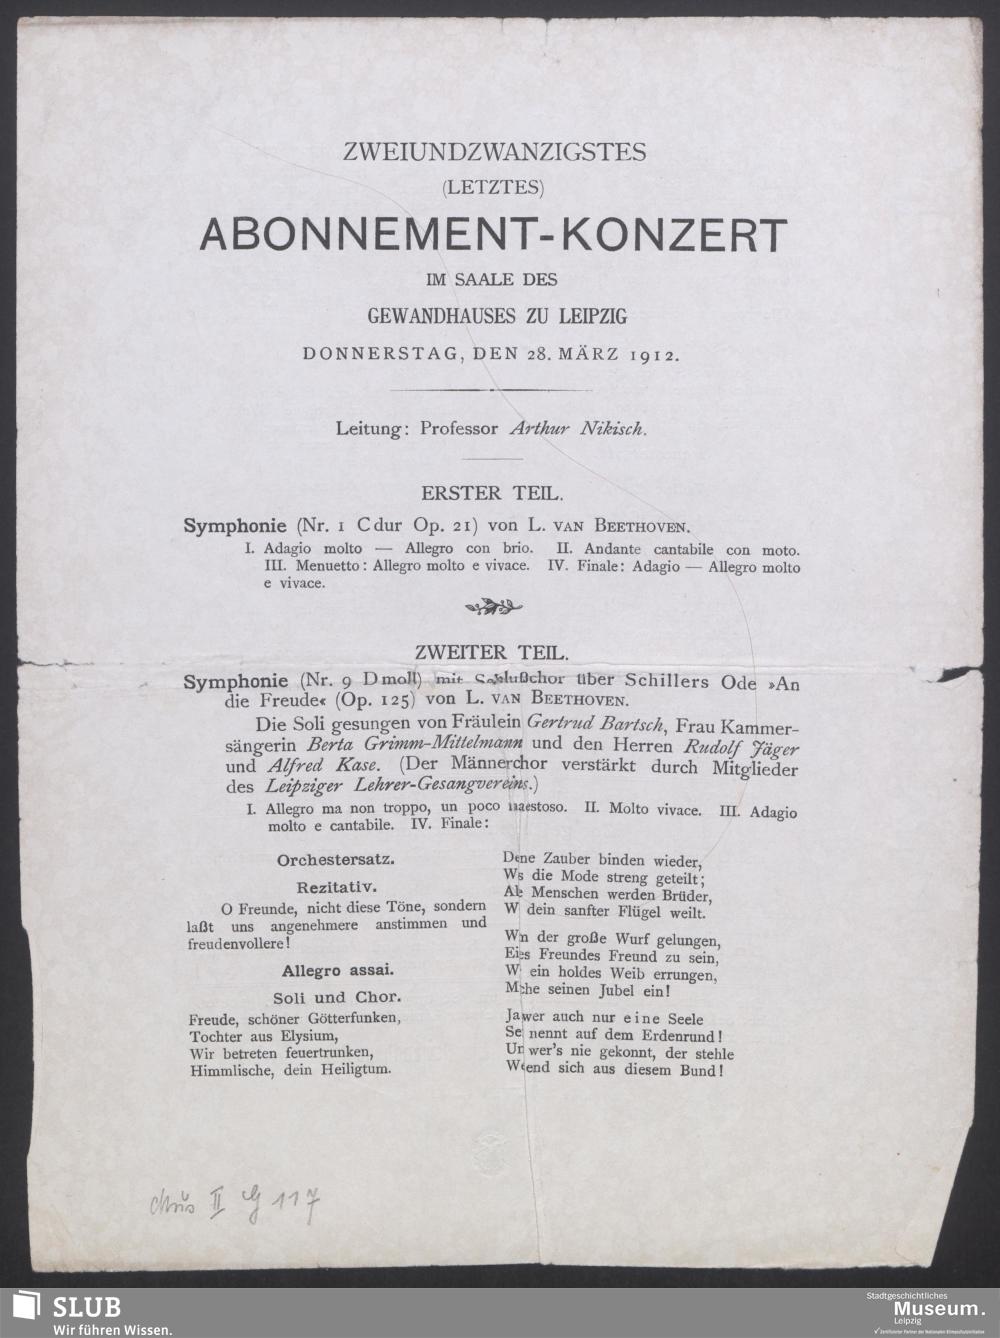 ZWEIUNDZWANZIGSTES
(LETZTES)
ABONNEMENT-KONZERT
IM SAALE DES
GEWANDHAUSES ZU LEIPZIG
DONNERSTAG, DEN 28. MÄRZ 1912.
Leitung: Professor Arthur Nikisch.
ERSTER TEIL.
Symphonie (Nr. 1 Cdur Op. 21) von L. VAN BEETHOVEN.
I. Adagio molto — Allegro con brio. II. Andante cantabile con moto.
III. Menuetto: Allegro molto e vivace. IV. Finale: Adagio — Allegro molto
e vivace.
ZWEITER TEIL.
Symphonie (Nr. 9 Dmoll) mit Schlußchor über Schillers Ode »An
die Freude« (Op. 125) von L. VAN BEETHOVEN.
Die Soli gesungen von Fräulein Gertrud Bartsch, Frau Kammer-
sängerin Berta Grimm-Mittelmann und den Herren Rudolf Jäger
und Alfred Kase. (Der Männerchor verstärkt durch Mitglieder
des Leipziger Lehrer-Gesangvereins.)
I. Allegro ma non troppo, un poco maestoso. II. Molto vivace. III. Adagio
molto e cantabile. IV. Finale:
Orchestersatz.
Rezitativ.
O Freunde, nicht diese Töne, sondern
laßt uns angenehmere anstimmen und
freudenvollere!
Allegro assai.
Soli und Chor.
Freude, schöner Götterfunken,
Tochter aus Elysium,
Wir betreten feuertrunken,
Himmlische, dein Heiligtum.
Zauber binden wieder,
die Mode streng geteilt;
Menschen werden Brüder,
dein sanfter Flügel weilt.
der große Wurf gelungen,
Freundes Freund zu sein,
ein holdes Weib errungen,
seinen Jubel ein!
wer auch nur eine Seele
nennt auf dem Erdenrund!
wer's nie gekonnt, der stehle
sich aus diesem Bund!
Mus II G 117
SLUB
Wir führen Wissen.
Stadtgeschichtliches
Museum.
Leipzig